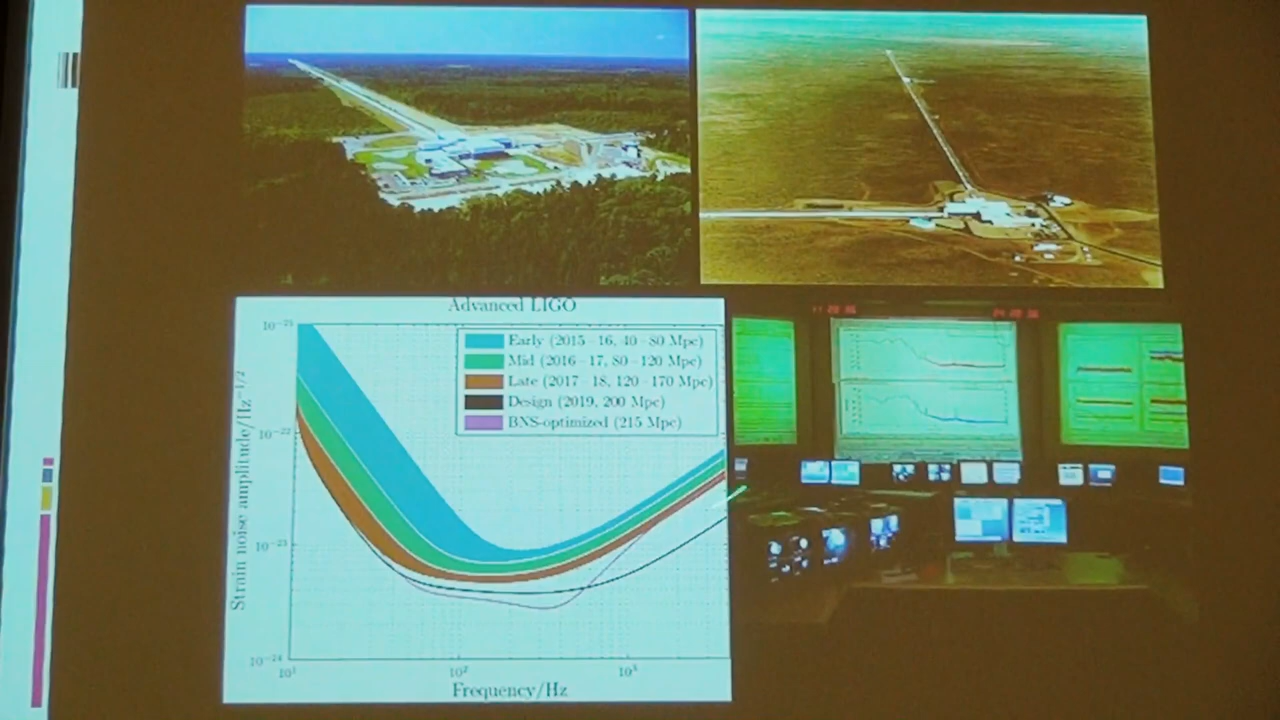 Advanced LIGO
Early (2015–16, 40–80 Mpc)
Mid (2016–17, 80–120 Mpc)
Late (2017–18, 120–170 Mpc)
Design (2019, 200 Mpc)
BNS-optimized (215 Mpc)
Strain noise amplitude/Hz^{-1/2}
10^{-21}
10^{-22}
10^{-23}
10^{-24}
10^1
10^2
10^3
Frequency/Hz